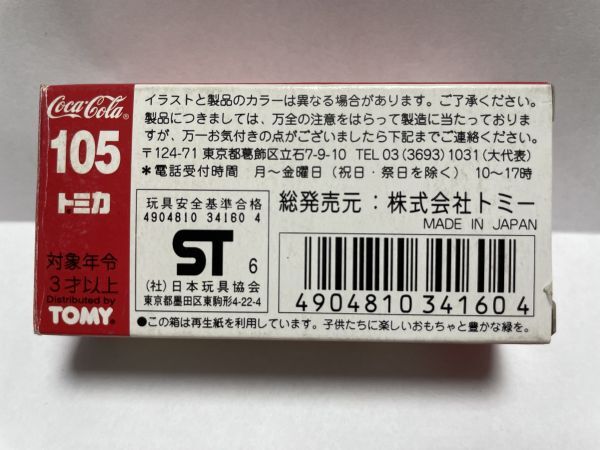 Coca-Cola®
105
トミカ
対象年令
3才以上
Distributed by
TOMY®
イラストと製品のカラーは異なる場合があります。ご了承ください。
製品につきましては、万全の注意をはらって製造に当たっております
が、万一お気付きの点がございましたら下記までご連絡ください。
〒124-71 東京都葛飾区立石7-9-10 TEL 03(3693)1031(大代表)
＊電話受付時間 月〜金曜日(祝日・祭日を除く) 10〜17時
玩具安全基準合格
4904810 34160 4
ST 6
(社)日本玩具協会
東京都墨田区東駒形4-22-4
総発売元：株式会社トミー
MADE IN JAPAN
4904810 341604
●この箱は再生紙を利用しています。子供たちに楽しいおもちゃと豊かな緑を。